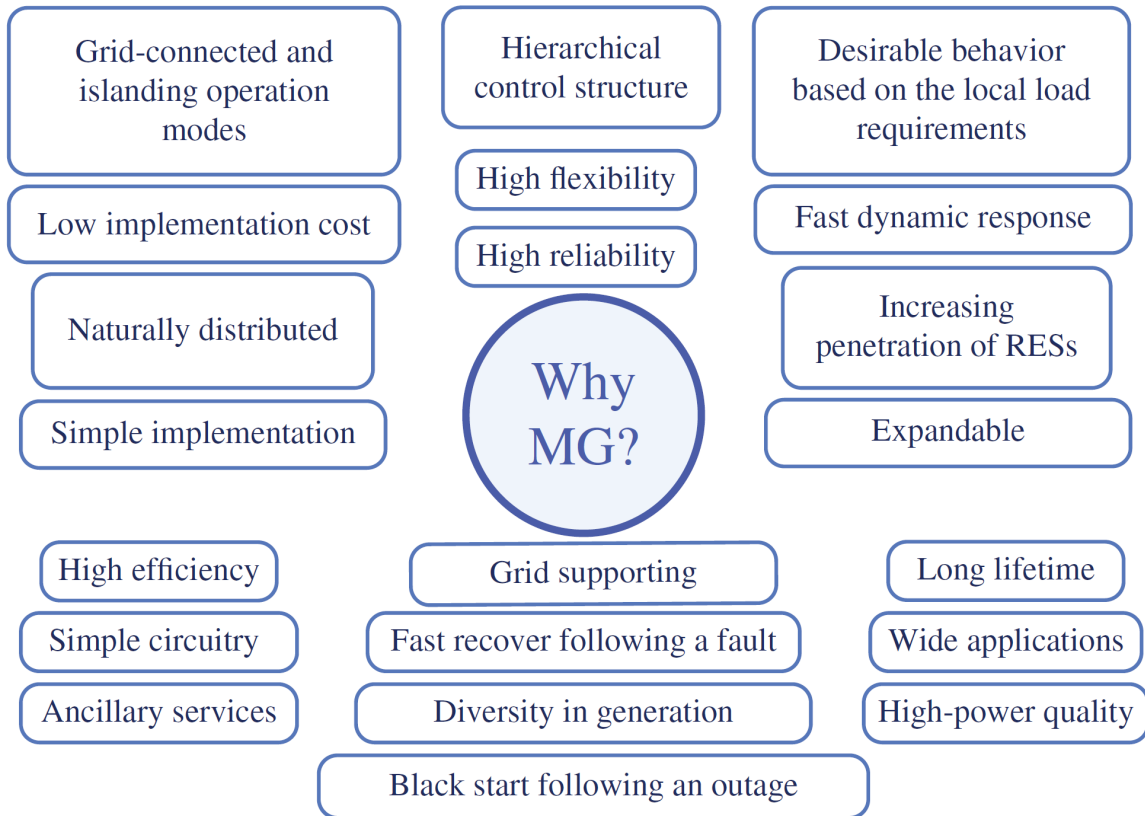 Grid-connected and
islanding operation
modes
Hierarchical
control structure
Desirable behavior
based on the local load
requirements
High flexibility
Low implementation cost
Fast dynamic response
High reliability
Naturally distributed
Increasing
penetration of RESs
Why
MG?
Simple implementation
Expandable
High efficiency
Grid supporting
Long lifetime
Simple circuitry
Fast recover following a fault
Wide applications
Ancillary services
Diversity in generation
High-power quality
Black start following an outage